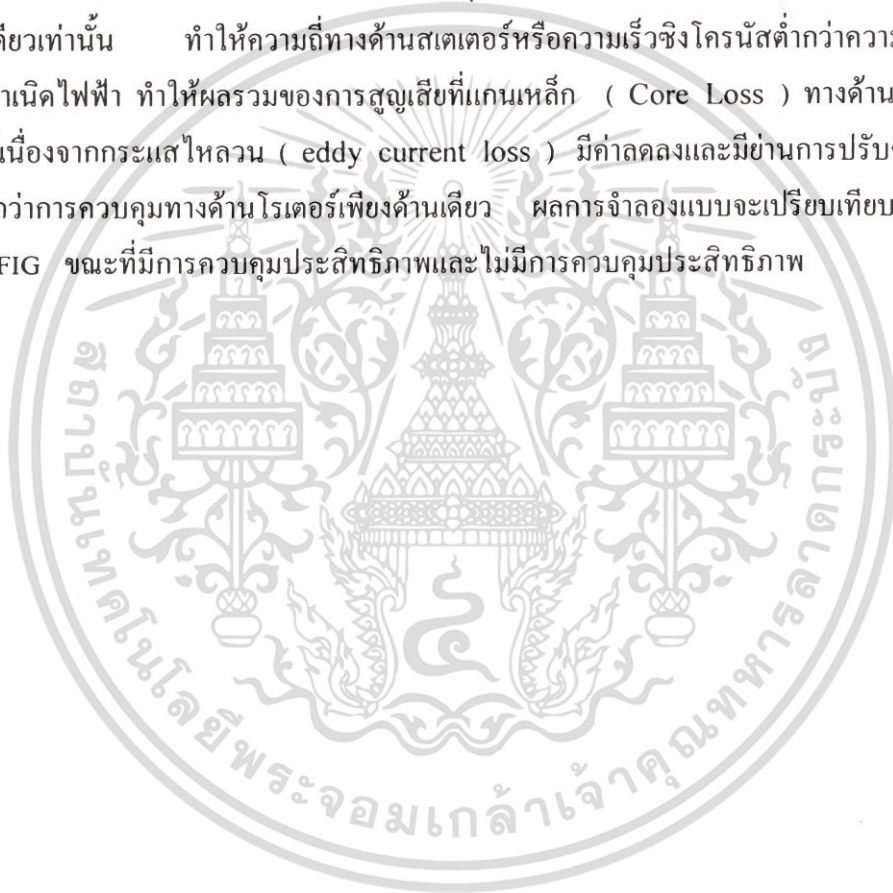 ดียวเท่านั้น ทำให้ความถี่ทางด้านสเตเตอร์หรือความเร็วซิงโครนัสต่ำกว่าความ
ำเนิดไฟฟ้า ทำให้ผลรวมของการสูญเสียที่แกนเหล็ก ( Core Loss ) ทางด้าน
นเนื่องจากกระแสไหลวน ( eddy current loss ) มีค่าลดลงและมีย่านการปรับ
กว่าการควบคุมทางด้านโรเตอร์เพียงด้านเดียว ผลการจำลองแบบจะเปรียบเทียบ
FIG ขณะที่มีการควบคุมประสิทธิภาพและไม่มีการควบคุมประสิทธิภาพ
สถาบันเทคโนโลยีพระจอมเกล้าเจ้าคุณทหารลาดกระบัง